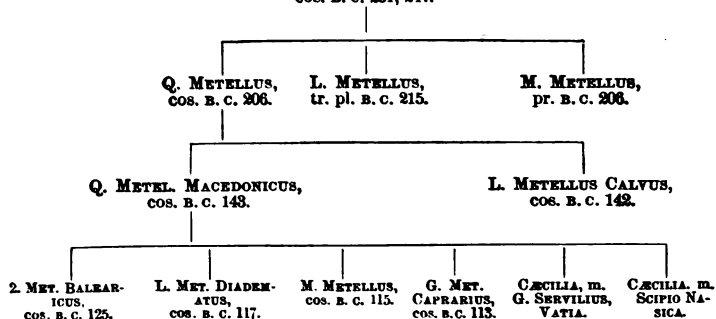 Q. METELLUS, L. METELLUS, M. METELLUS,
cos. B. C. 206. tr. pl. B. C. 215. pr. B. C. 206.
Q. METEL. MACEDONICUS, L. METELLUS CALVUS,
cos. B. C. 143. cos. B. C. 142.
2. MET. BALEAR- L. MET. DIADEM- M. METELLUS, G. MET. CÆCILIA, m. CÆCILIA. m.
ICUS, ATUS, cos. B. C. 115. CAPRARIUS, G. SERVILIUS, SCIPIO NA-
cos. B. C. 125. cos. B. C. 117. cos. B. C. 113. VATIA. SICA.